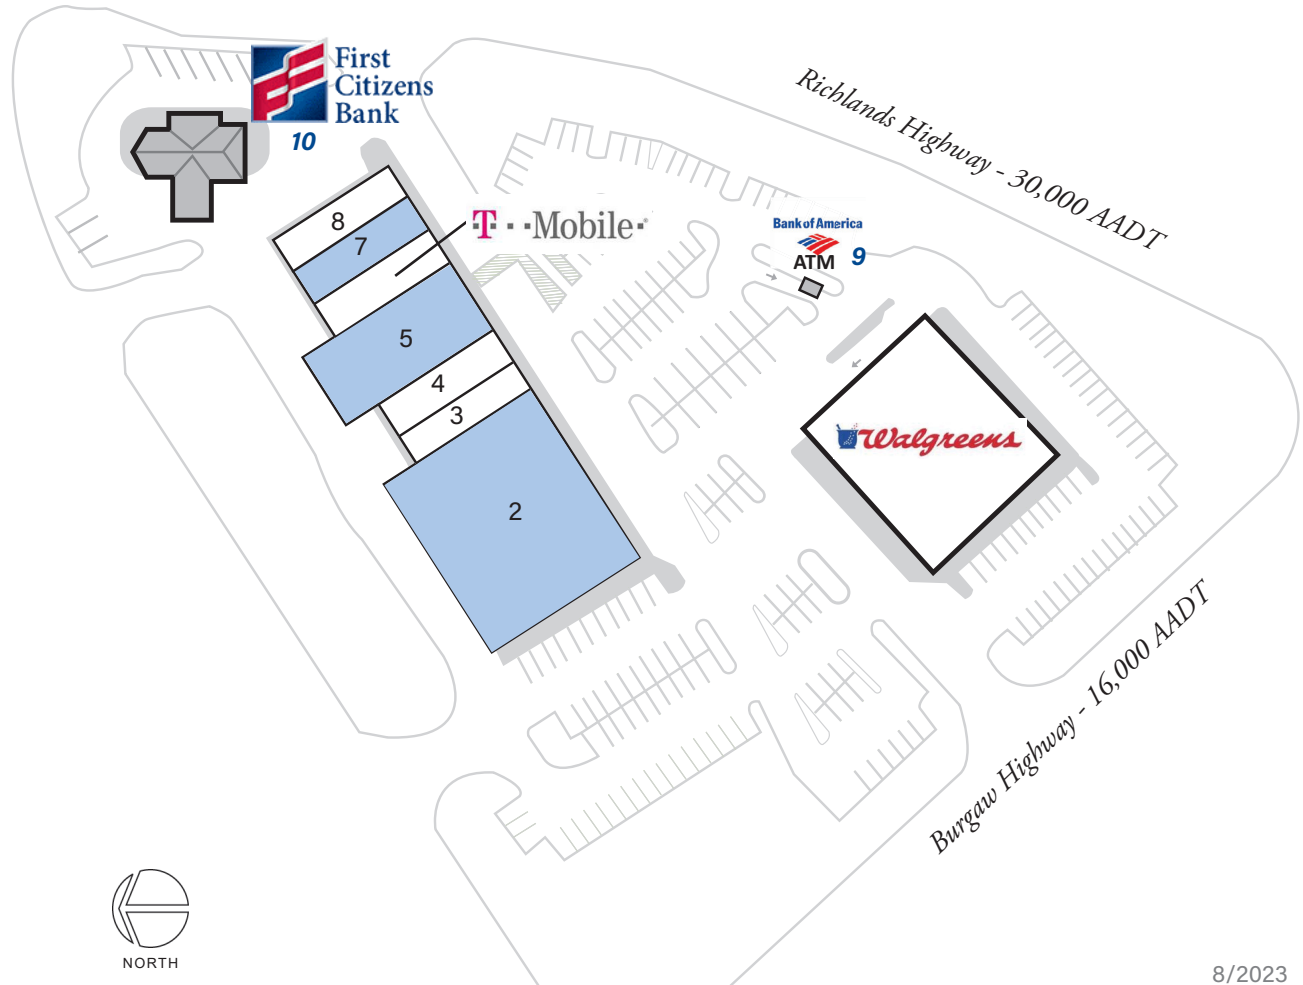 First
Citizens
Bank
10
Richlands Highway - 30,000 AADT
8
7
T··Mobile·
Bank of America
ATM
9
5
4
3
Walgreens
2
Burgaw Highway - 16,000 AADT
NORTH
8/2023